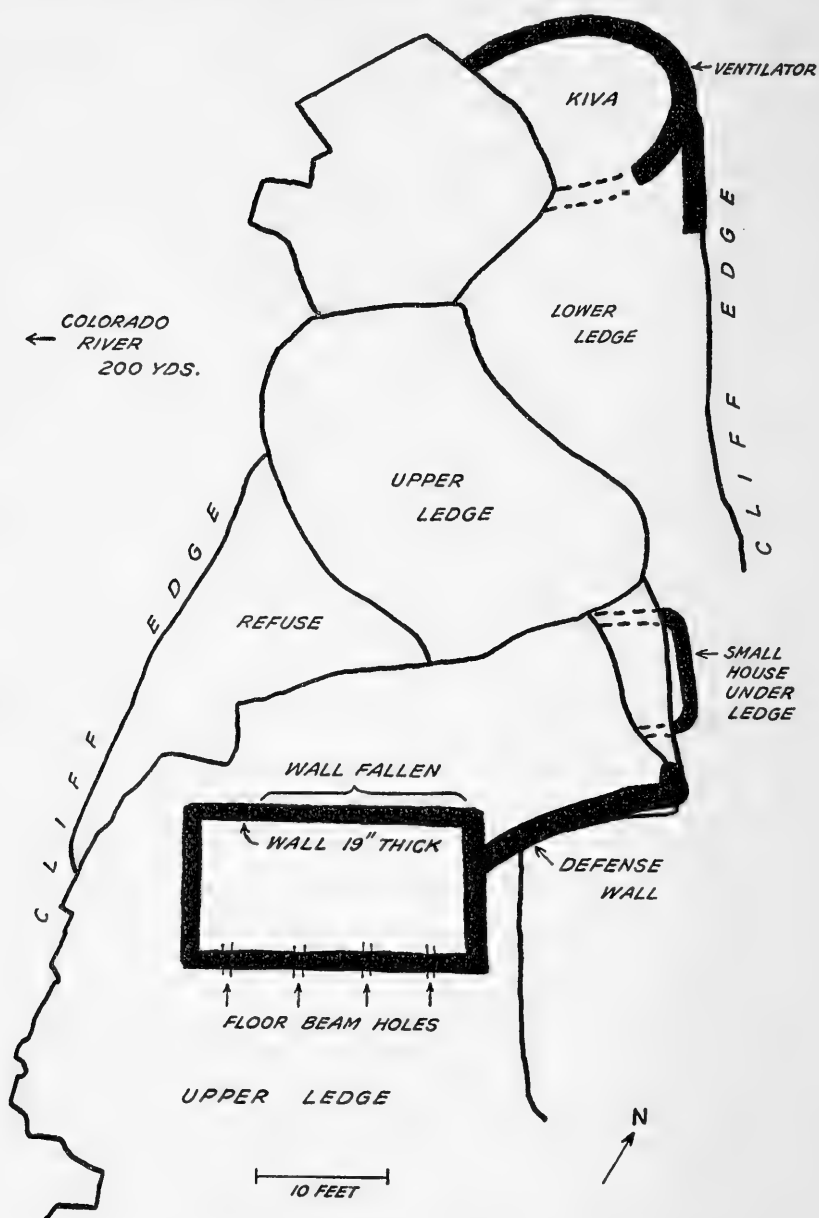 VENTILATOR
KIVA
CLIFF EDGE
LOWER
LEDGE
COLORADO
RIVER
200 YDS.
UPPER
LEDGE
CLIFF EDGE
REFUSE
SMALL
HOUSE
UNDER
LEDGE
WALL FALLEN
WALL 19" THICK
DEFENSE
WALL
FLOOR BEAM HOLES
UPPER LEDGE
N
10 FEET